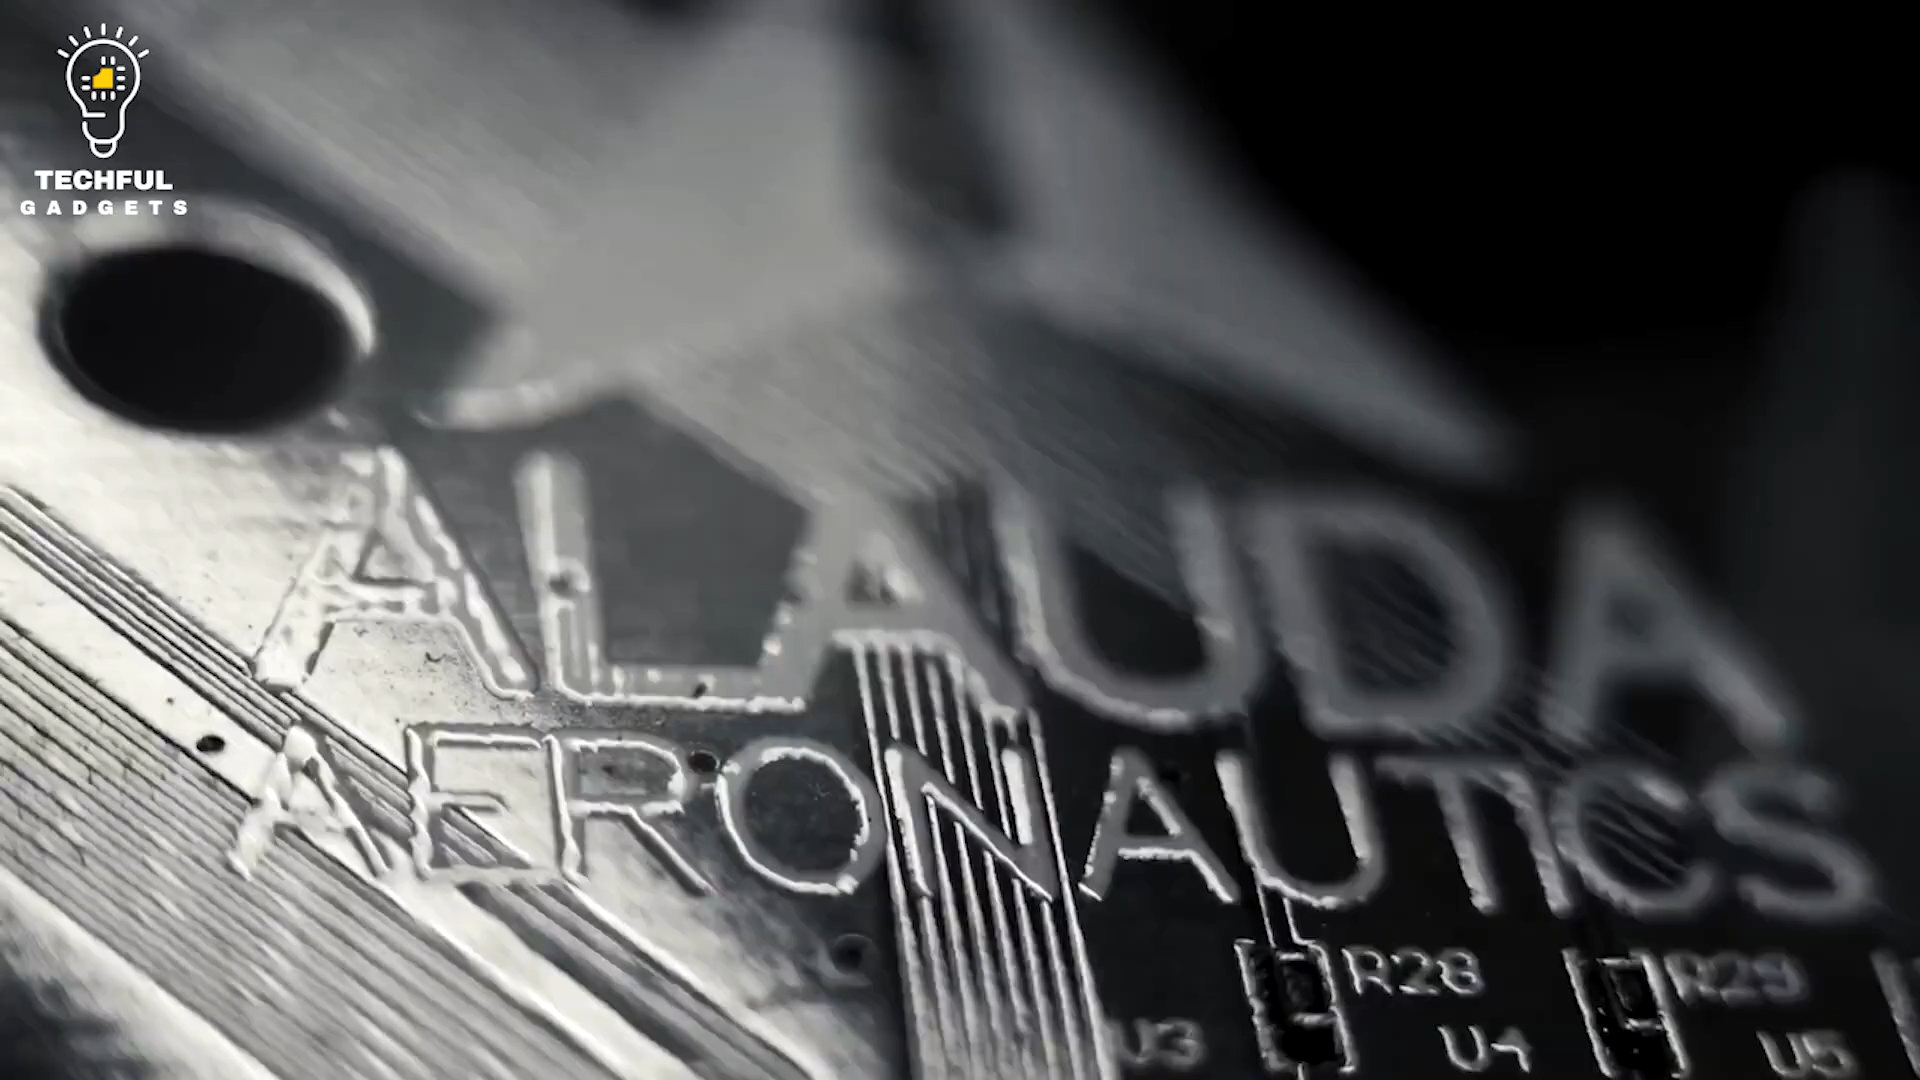 TECHFUL
GADGETS
ALAUDA
AERONAUTICS
R28
R29
U3
U4
U5